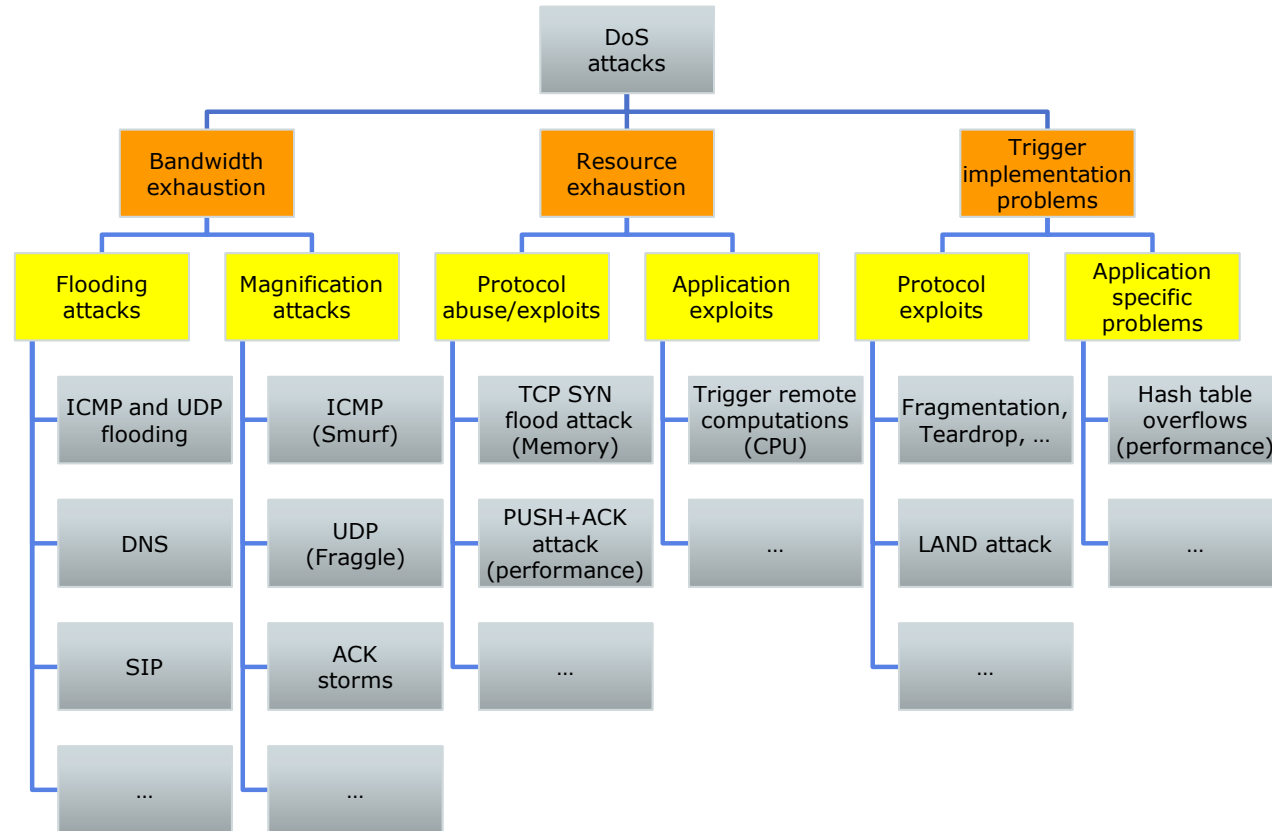 DoS
attacks
Bandwidth
exhaustion
Resource
exhaustion
Trigger
implementation
problems
Flooding
attacks
Magnification
attacks
Protocol
abuse/exploits
Application
exploits
Protocol
exploits
Application
specific
problems
ICMP and UDP
flooding
ICMP
(Smurf)
TCP SYN
flood attack
(Memory)
Trigger remote
computations
(CPU)
Fragmentation,
Teardrop, …
Hash table
overflows
(performance)
DNS
UDP
(Fraggle)
PUSH+ACK
attack
(performance)
…
LAND attack
…
SIP
ACK
storms
…
…
…
…